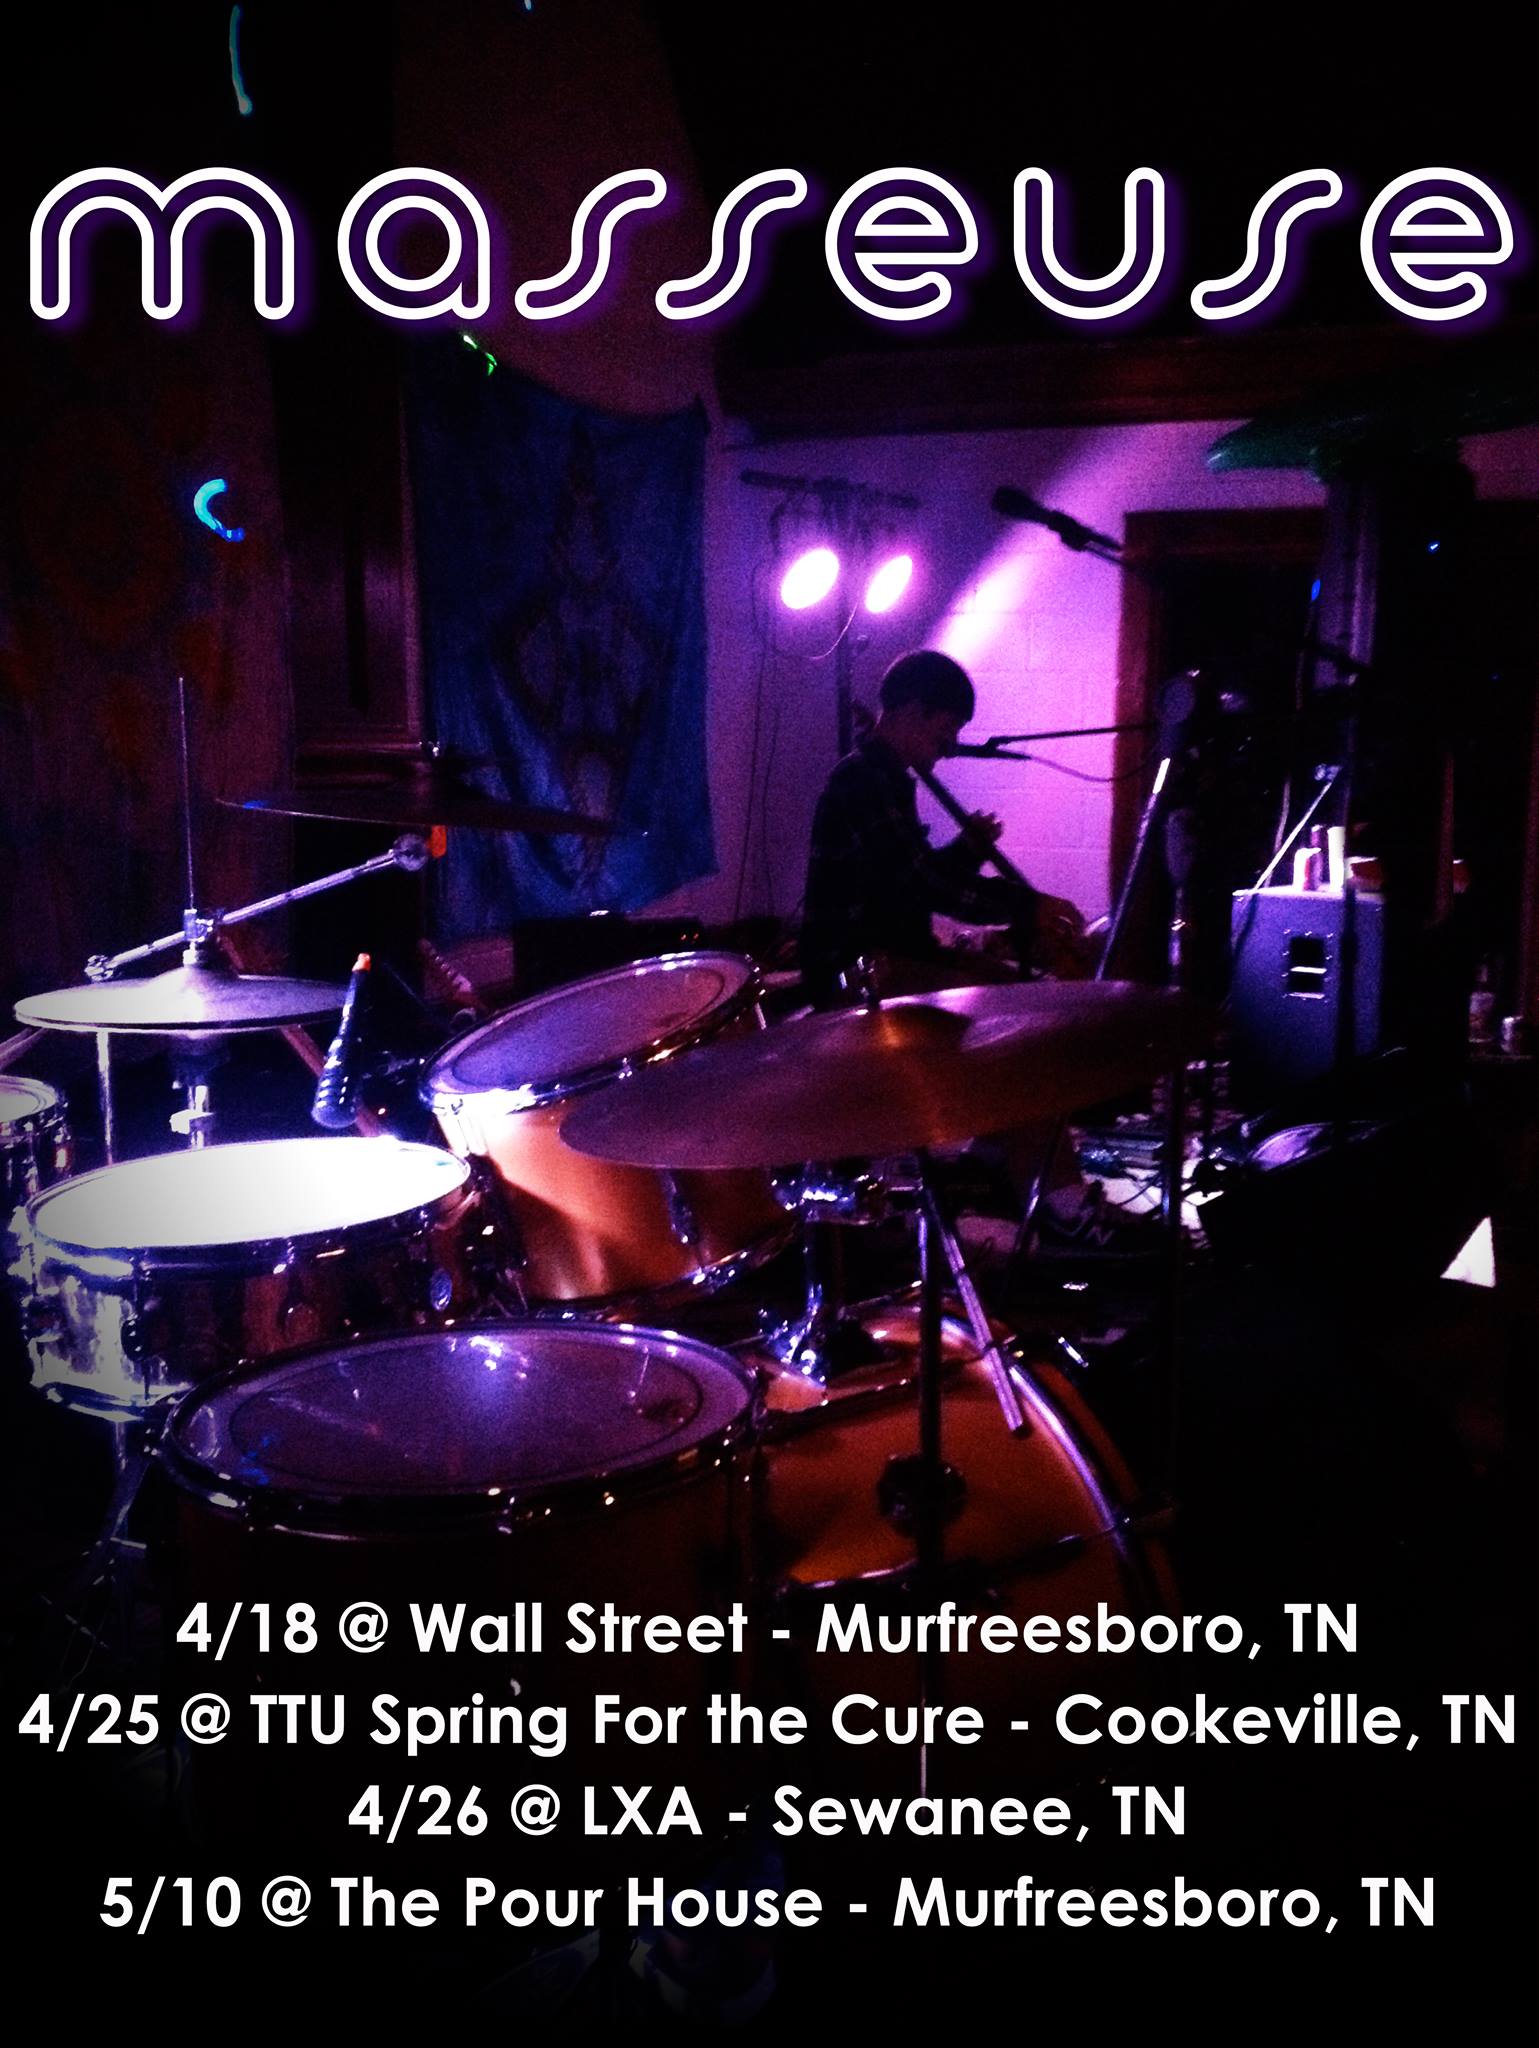 masseuse
4/18 @ Wall Street - Murfreesboro, TN
4/25 @ TTU Spring For the Cure - Cookeville, TN
4/26 @ LXA - Sewanee, TN
5/10 @ The Pour House - Murfreesboro, TN